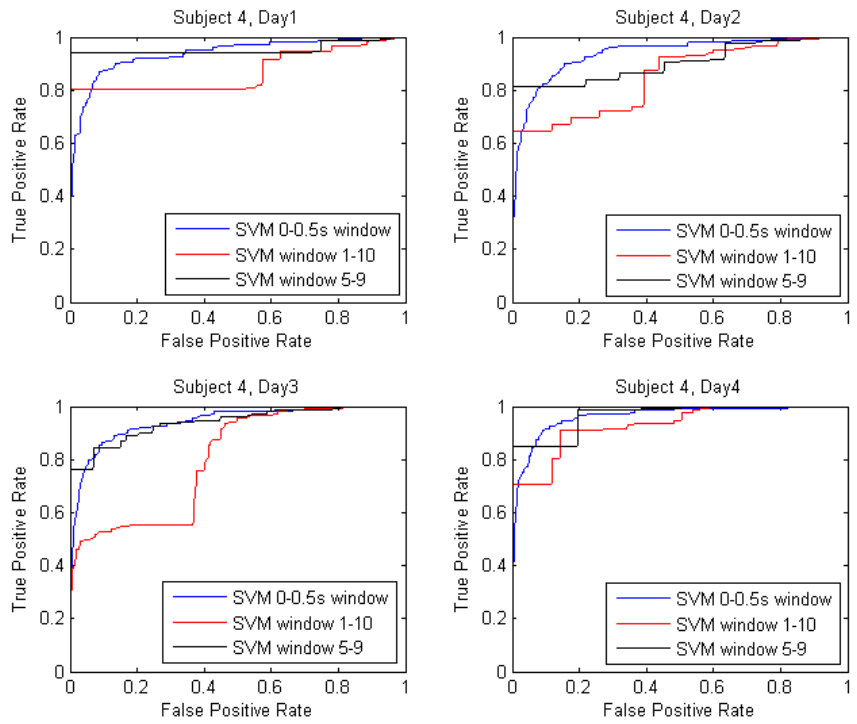 Subject 4, Day1
1
0.8
0.6
0.4
0.2
0
True Positive Rate
SVM 0-0.5s window
SVM window 1-10
SVM window 5-9
0 0.2 0.4 0.6 0.8 1
False Positive Rate
Subject 4, Day2
1
0.8
0.6
0.4
0.2
0
True Positive Rate
SVM 0-0.5s window
SVM window 1-10
SVM window 5-9
0 0.2 0.4 0.6 0.8 1
False Positive Rate
Subject 4, Day3
1
0.8
0.6
0.4
0.2
0
True Positive Rate
SVM 0-0.5s window
SVM window 1-10
SVM window 5-9
0 0.2 0.4 0.6 0.8 1
False Positive Rate
Subject 4, Day4
1
0.8
0.6
0.4
0.2
0
True Positive Rate
SVM 0-0.5s window
SVM window 1-10
SVM window 5-9
0 0.2 0.4 0.6 0.8 1
False Positive Rate